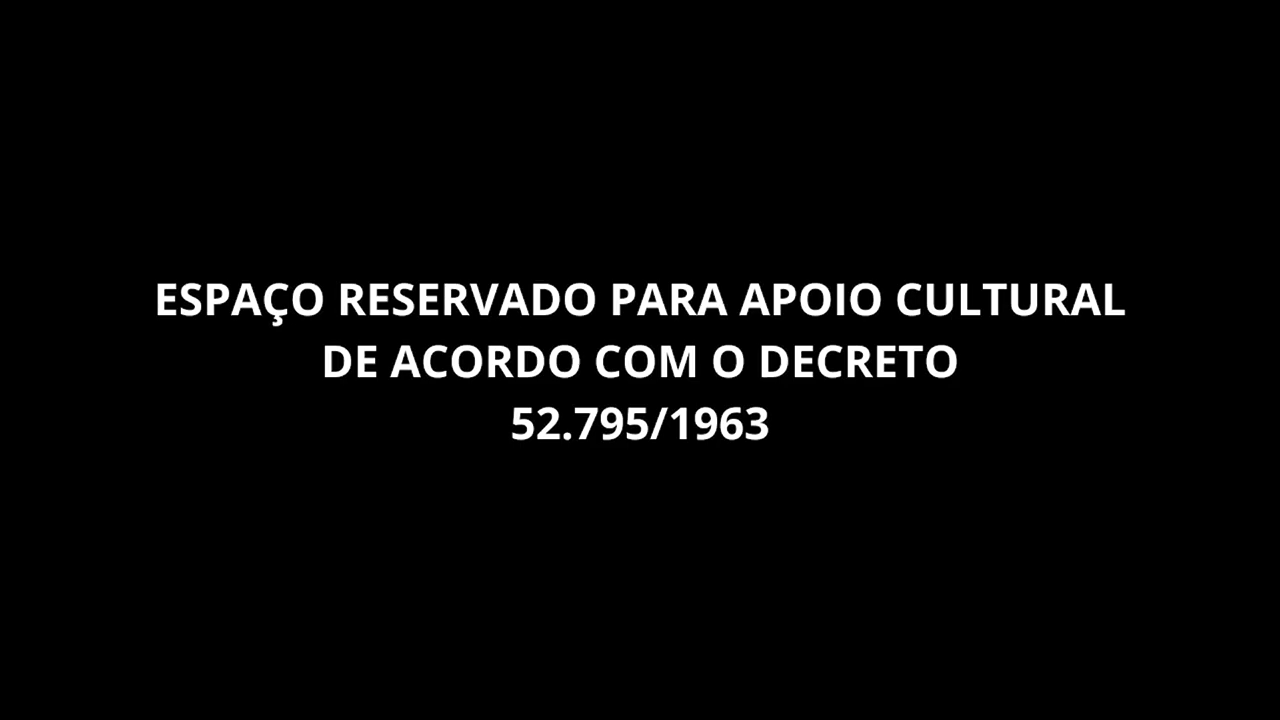 ESPAÇO RESERVADO PARA APOIO CULTURAL
DE ACORDO COM O DECRETO
52.795/1963